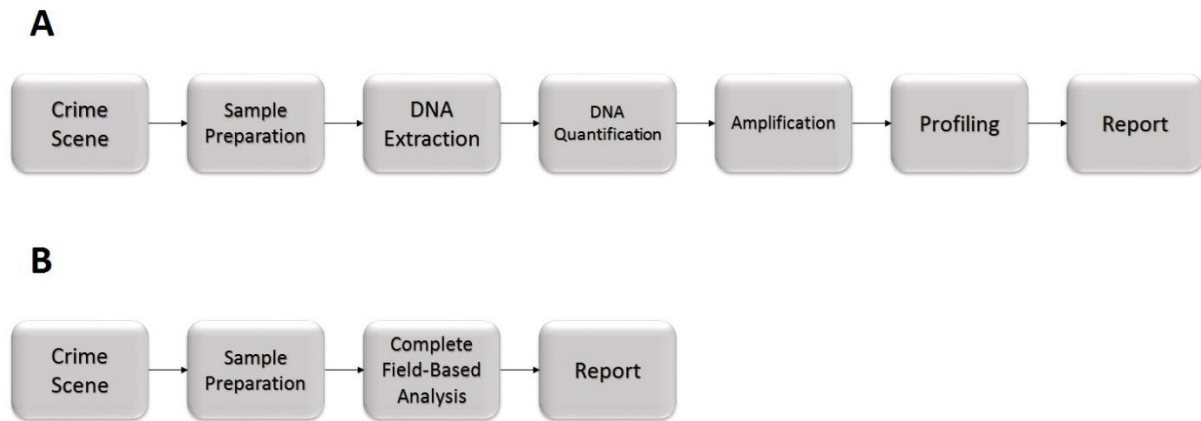 A
Crime
Scene
Sample
Preparation
DNA
Extraction
DNA
Quantification
Amplification
Profiling
Report
B
Crime
Scene
Sample
Preparation
Complete
Field-Based
Analysis
Report